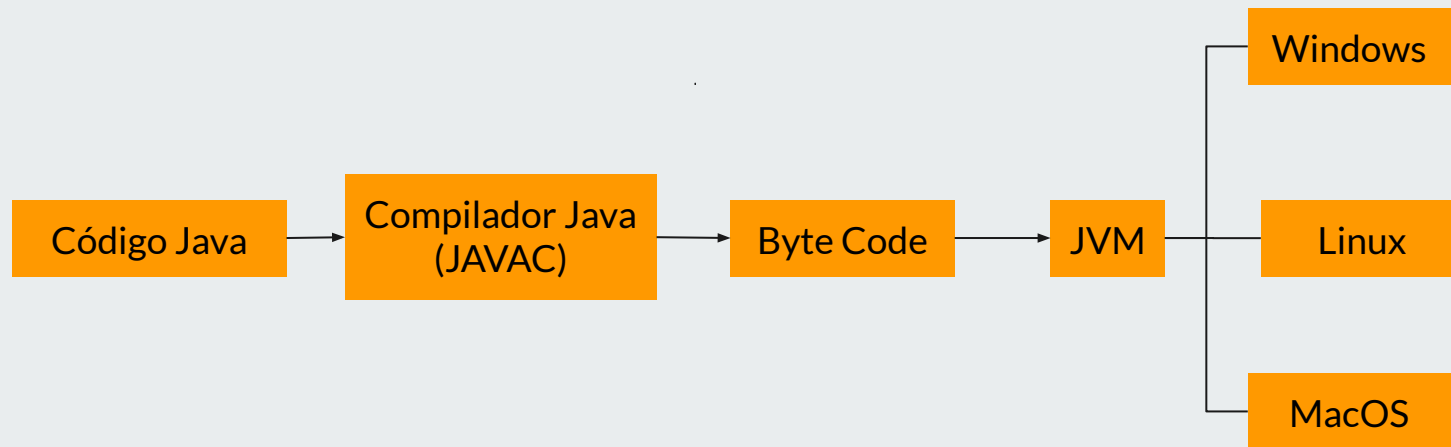 Código Java
Compilador Java
(JAVAC)
Byte Code
JVM
Windows
Linux
MacOS